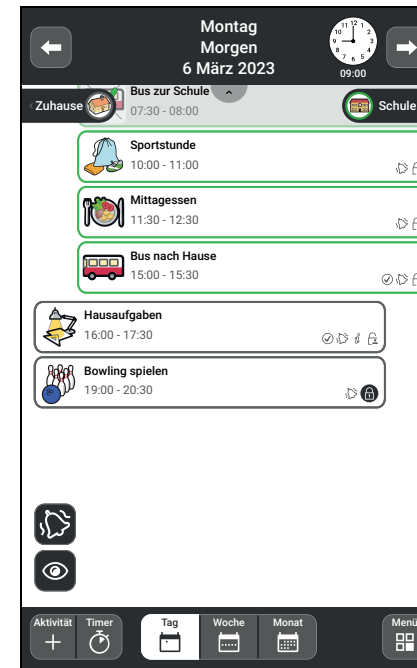 Montag
Morgen
6 März 2023
09:00
Zuhause
Bus zur Schule
07:30 - 08:00
Schule
Sportstunde
10:00 - 11:00
Mittagessen
11:30 - 12:30
Bus nach Hause
15:00 - 15:30
Hausaufgaben
16:00 - 17:30
Bowling spielen
19:00 - 20:30
Aktivität Timer Tag Woche Monat Menü